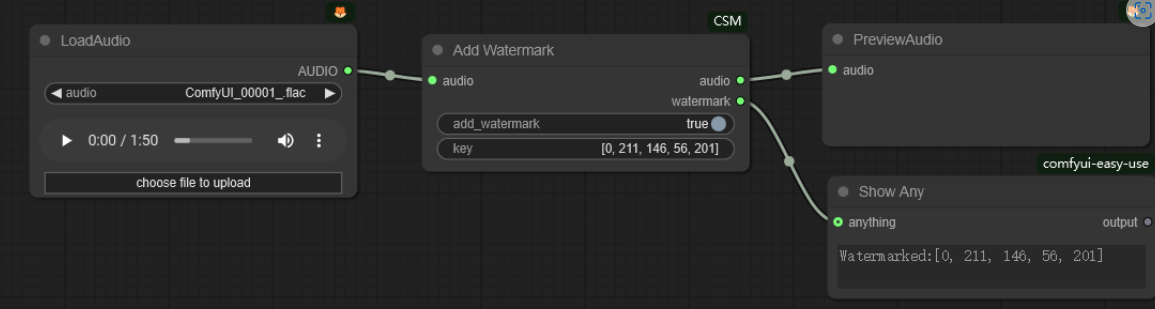 LoadAudio
AUDIO
audio ComfyUI_00001_.flac
0:00 / 1:50
choose file to upload
CSM
Add Watermark
audio audio
watermark
add_watermark true
key [0, 211, 146, 56, 201]
PreviewAudio
audio
comfyui-easy-use
Show Any
anything output
Watermarked:[0, 211, 146, 56, 201]